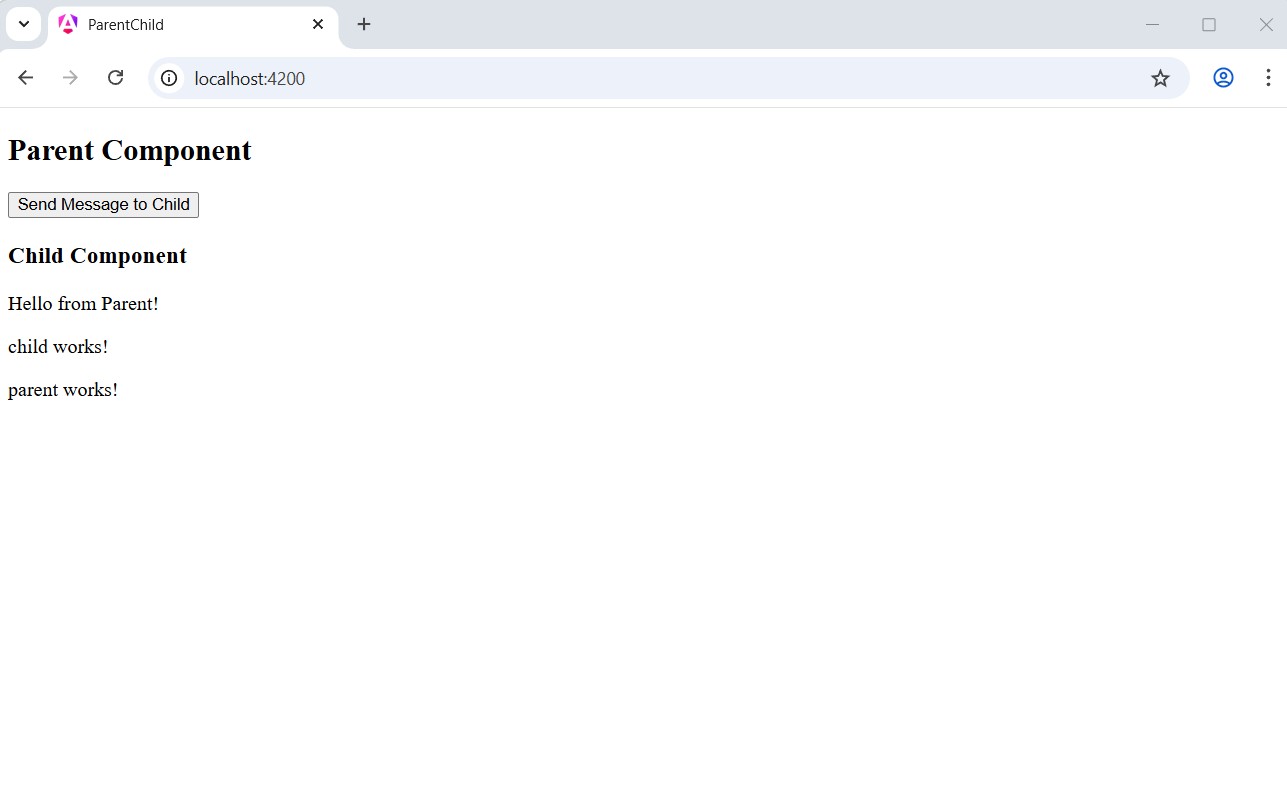 ParentChild
localhost:4200
Parent Component
Send Message to Child
Child Component
Hello from Parent!
child works!
parent works!